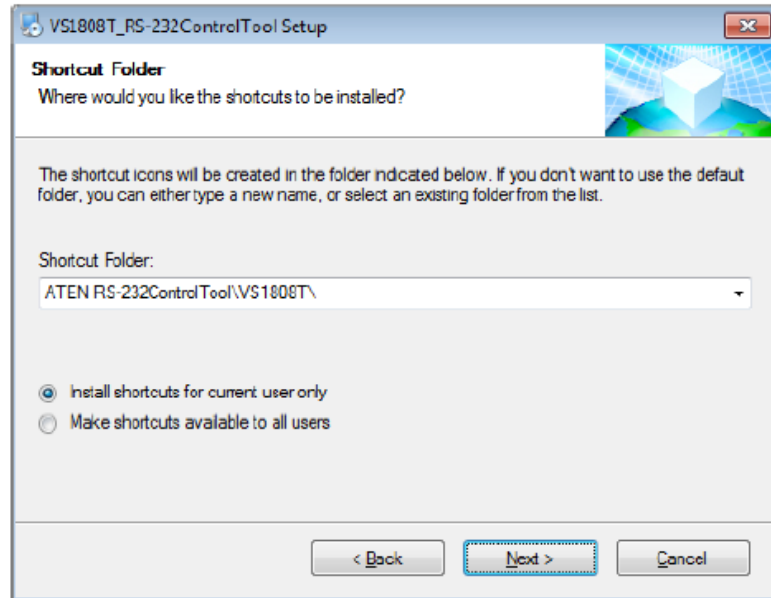 VS1808T_RS-232ControlTool Setup
Shortcut Folder
Where would you like the shortcuts to be installed?
The shortcut icons will be created in the folder indicated below. If you don't want to use the default
folder, you can either type a new name, or select an existing folder from the list.
Shortcut Folder:
ATEN RS-232ControlTool\VS1808T\
Install shortcuts for current user only
Make shortcuts available to all users
< Back
Next >
Cancel